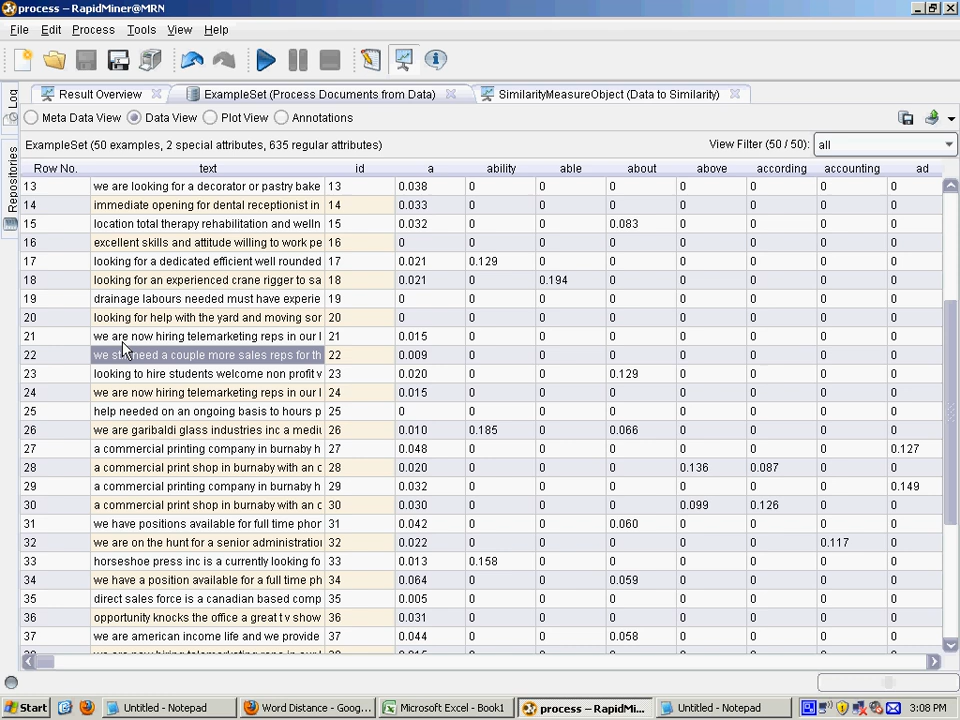 process – RapidMiner@MRN
File Edit Process Tools View Help
Result Overview ExampleSet (Process Documents from Data) SimilarityMeasureObject (Data to Similarity)
Log
Repositories
Meta Data View Data View Plot View Annotations
ExampleSet (50 examples, 2 special attributes, 635 regular attributes) View Filter (50 / 50): all
Row No. text id a ability able about above according accounting ad
13 we are looking for a decorator or pastry bake 13 0.038 0 0 0 0 0 0 0
14 immediate opening for dental receptionist in 14 0.033 0 0 0 0 0 0 0
15 location total therapy rehabilitation and welln 15 0.032 0 0 0.083 0 0 0 0
16 excellent skills and attitude willing to work pe 16 0 0 0 0 0 0 0 0
17 looking for a dedicated efficient well rounded 17 0.021 0.129 0 0 0 0 0 0
18 looking for an experienced crane rigger to sa 18 0.021 0 0.194 0 0 0 0 0
19 drainage labours needed must have experie 19 0 0 0 0 0 0 0 0
20 looking for help with the yard and moving sor 20 0 0 0 0 0 0 0 0
21 we are now hiring telemarketing reps in our l 21 0.015 0 0 0 0 0 0 0
22 we need a couple more sales reps for th 22 0.009 0 0 0 0 0 0 0
23 looking to hire students welcome non profit v 23 0.020 0 0 0.129 0 0 0 0
24 we are now hiring telemarketing reps in our l 24 0.015 0 0 0 0 0 0 0
25 help needed on an ongoing basis to hours p 25 0 0 0 0 0 0 0 0
26 we are garibaldi glass industries inc a mediu 26 0.010 0.185 0 0.066 0 0 0 0
27 a commercial printing company in burnaby h 27 0.048 0 0 0 0 0 0 0.127
28 a commercial print shop in burnaby with an c 28 0.020 0 0 0 0.136 0.087 0 0
29 a commercial printing company in burnaby h 29 0.032 0 0 0 0 0 0 0.149
30 a commercial print shop in burnaby with an c 30 0.030 0 0 0 0.099 0.126 0 0
31 we have positions available for full time phor 31 0.042 0 0 0.060 0 0 0 0
32 we are on the hunt for a senior administratior 32 0.022 0 0 0 0 0 0.117 0
33 horseshoe press inc is a currently looking fo 33 0.013 0.158 0 0 0 0 0 0
34 we have a position available for a full time ph 34 0.064 0 0 0.059 0 0 0 0
35 direct sales force is a canadian based comp 35 0.005 0 0 0 0 0 0 0
36 opportunity knocks the office a great t v show 36 0.031 0 0 0 0 0 0 0
37 we are american income life and we provide 37 0.044 0 0 0.058 0 0 0 0
Start Untitled - Notepad Word Distance - Goog... Microsoft Excel - Book1 process – RapidMi... Untitled - Notepad 3:08 PM